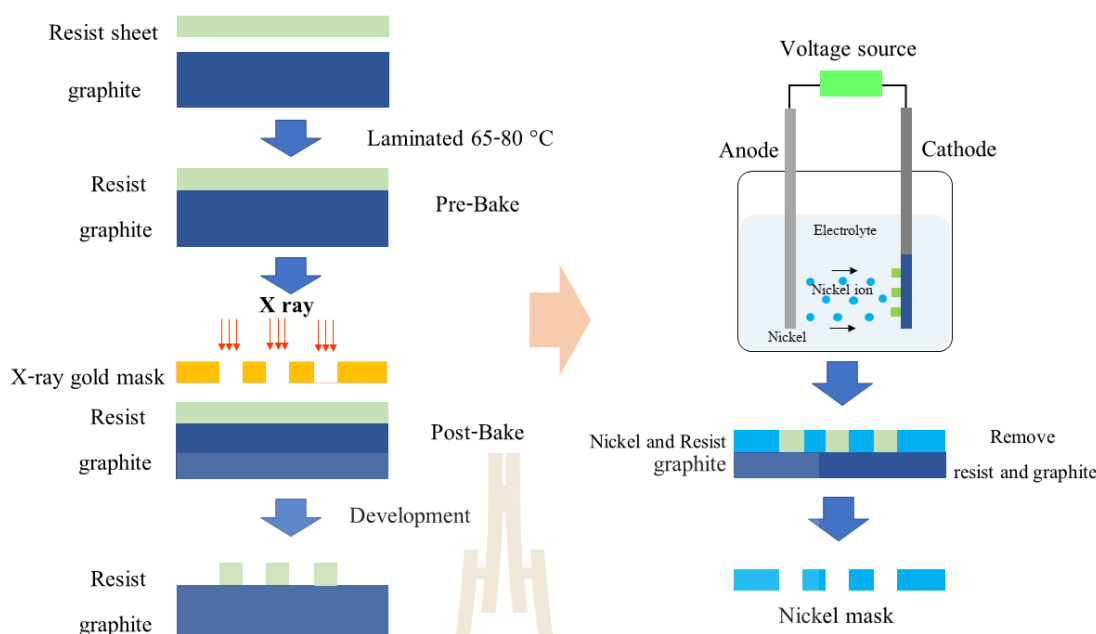 Resist sheet
graphite
Laminated 65-80 °C
Resist
graphite
Pre-Bake
X ray
X-ray gold mask
Resist
graphite
Post-Bake
Development
Resist
graphite
Voltage source
Anode
Cathode
Electrolyte
Nickel ion
Nickel
Nickel and Resist
graphite
Remove
resist and graphite
Nickel mask